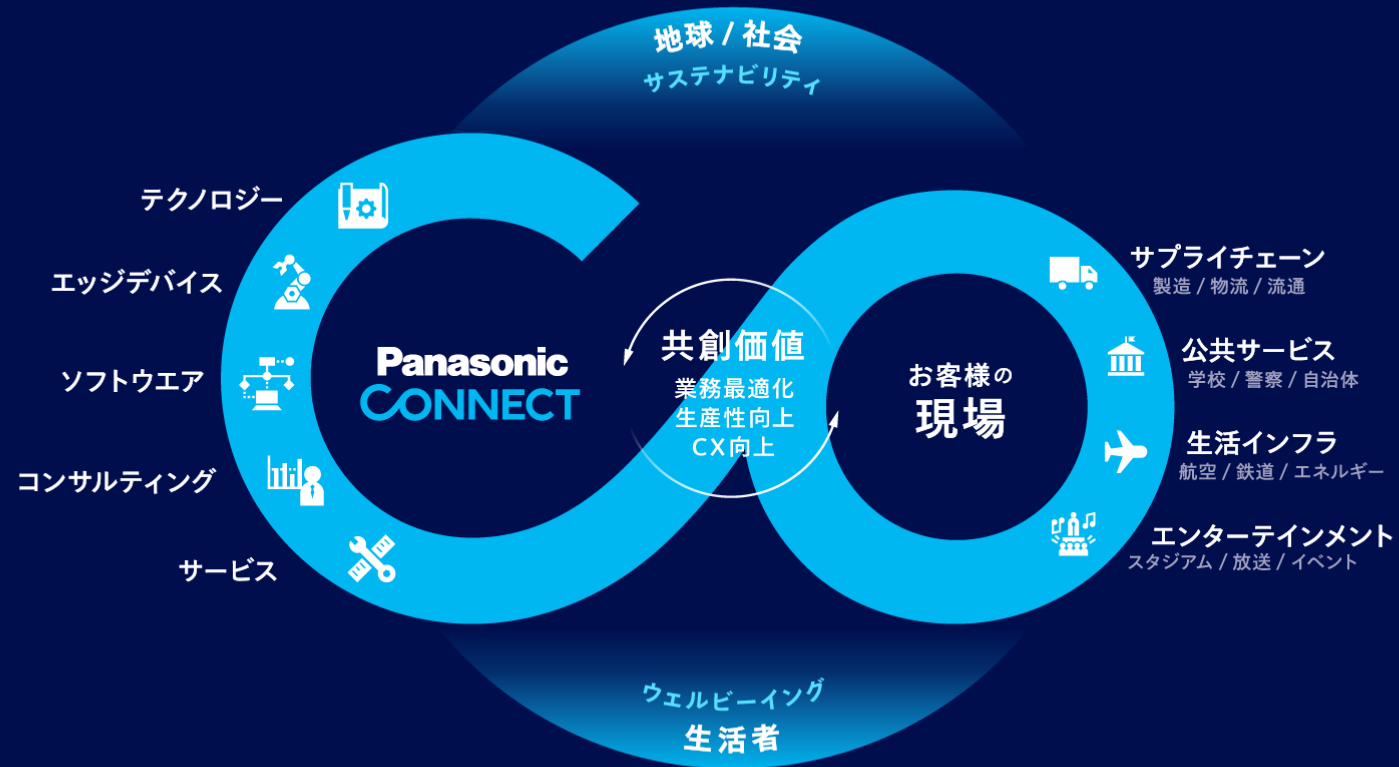 地球 / 社会
サステナビリティ
テクノロジー
エッジデバイス
ソフトウエア
コンサルティング
サービス
Panasonic
CONNECT
共創価値
業務最適化
生産性向上
CX向上
お客様の
現場
サプライチェーン
製造 / 物流 / 流通
公共サービス
学校 / 警察 / 自治体
生活インフラ
航空 / 鉄道 / エネルギー
エンターテインメント
スタジアム / 放送 / イベント
ウェルビーイング
生活者